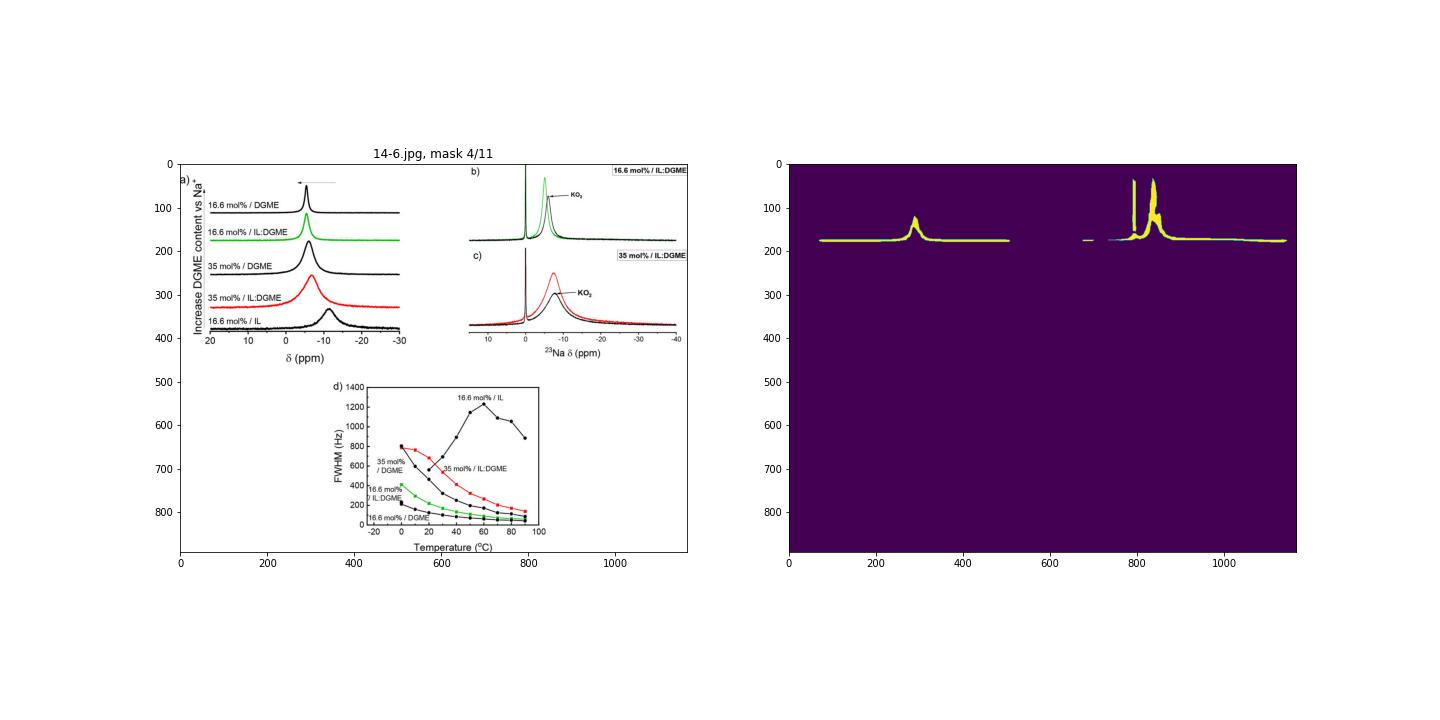 14-6.jpg, mask 4/11
0
100
200
300
400
500
600
700
800
0 200 400 600 800 1000
a)
Increase DGME content vs Na+
16.6 mol% / DGME
16.6 mol% / IL:DGME
35 mol% / DGME
35 mol% / IL:DGME
16.6 mol% / IL
20 10 0 -10 -20 -30
δ (ppm)
b)
16.6 mol% / IL:DGME
KO2
c)
35 mol% / IL:DGME
KO2
10 0 -10 -20 -30 -40
23Na δ (ppm)
d)
1400
1200
1000
800
600
400
200
0
FWHM (Hz)
16.6 mol% / IL
35 mol%
/ DGME
35 mol% / IL:DGME
16.6 mol%
/ IL:DGME
16.6 mol% / DGME
-20 0 20 40 60 80 100
Temperature (°C)
0
100
200
300
400
500
600
700
800
0 200 400 600 800 1000